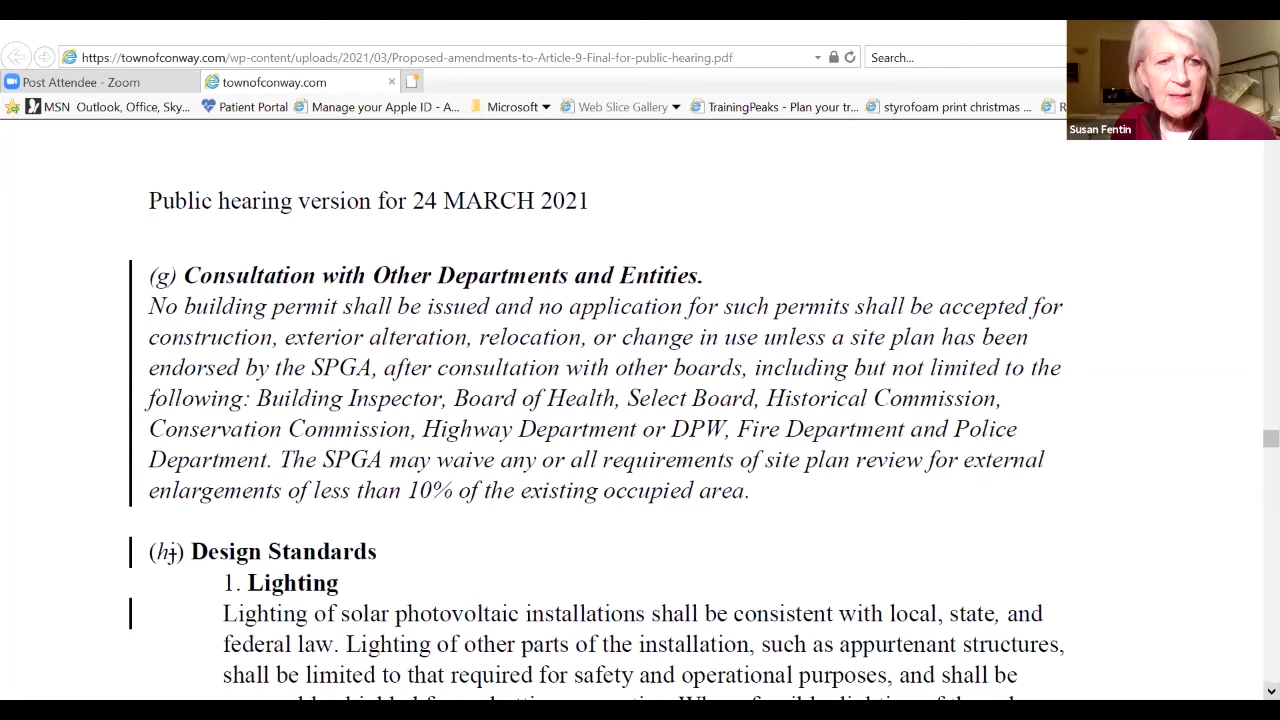 https://townofconway.com/wp-content/uploads/2021/03/Proposed-amendments-to-Article-9-Final-for-public-hearing.pdf
Search...
Post Attendee - Zoom
townofconway.com
MSN
Outlook, Office, Sky...
Patient Portal
Manage your Apple ID - A...
Microsoft
Web Slice Gallery
TrainingPeaks - Plan your tr...
styrofoam print christmas ...
Susan Fentin
Public hearing version for 24 MARCH 2021
(g) Consultation with Other Departments and Entities.
No building permit shall be issued and no application for such permits shall be accepted for
construction, exterior alteration, relocation, or change in use unless a site plan has been
endorsed by the SPGA, after consultation with other boards, including but not limited to the
following: Building Inspector, Board of Health, Select Board, Historical Commission,
Conservation Commission, Highway Department or DPW, Fire Department and Police
Department. The SPGA may waive any or all requirements of site plan review for external
enlargements of less than 10% of the existing occupied area.
(hj) Design Standards
1. Lighting
Lighting of solar photovoltaic installations shall be consistent with local, state, and
federal law. Lighting of other parts of the installation, such as appurtenant structures,
shall be limited to that required for safety and operational purposes, and shall be